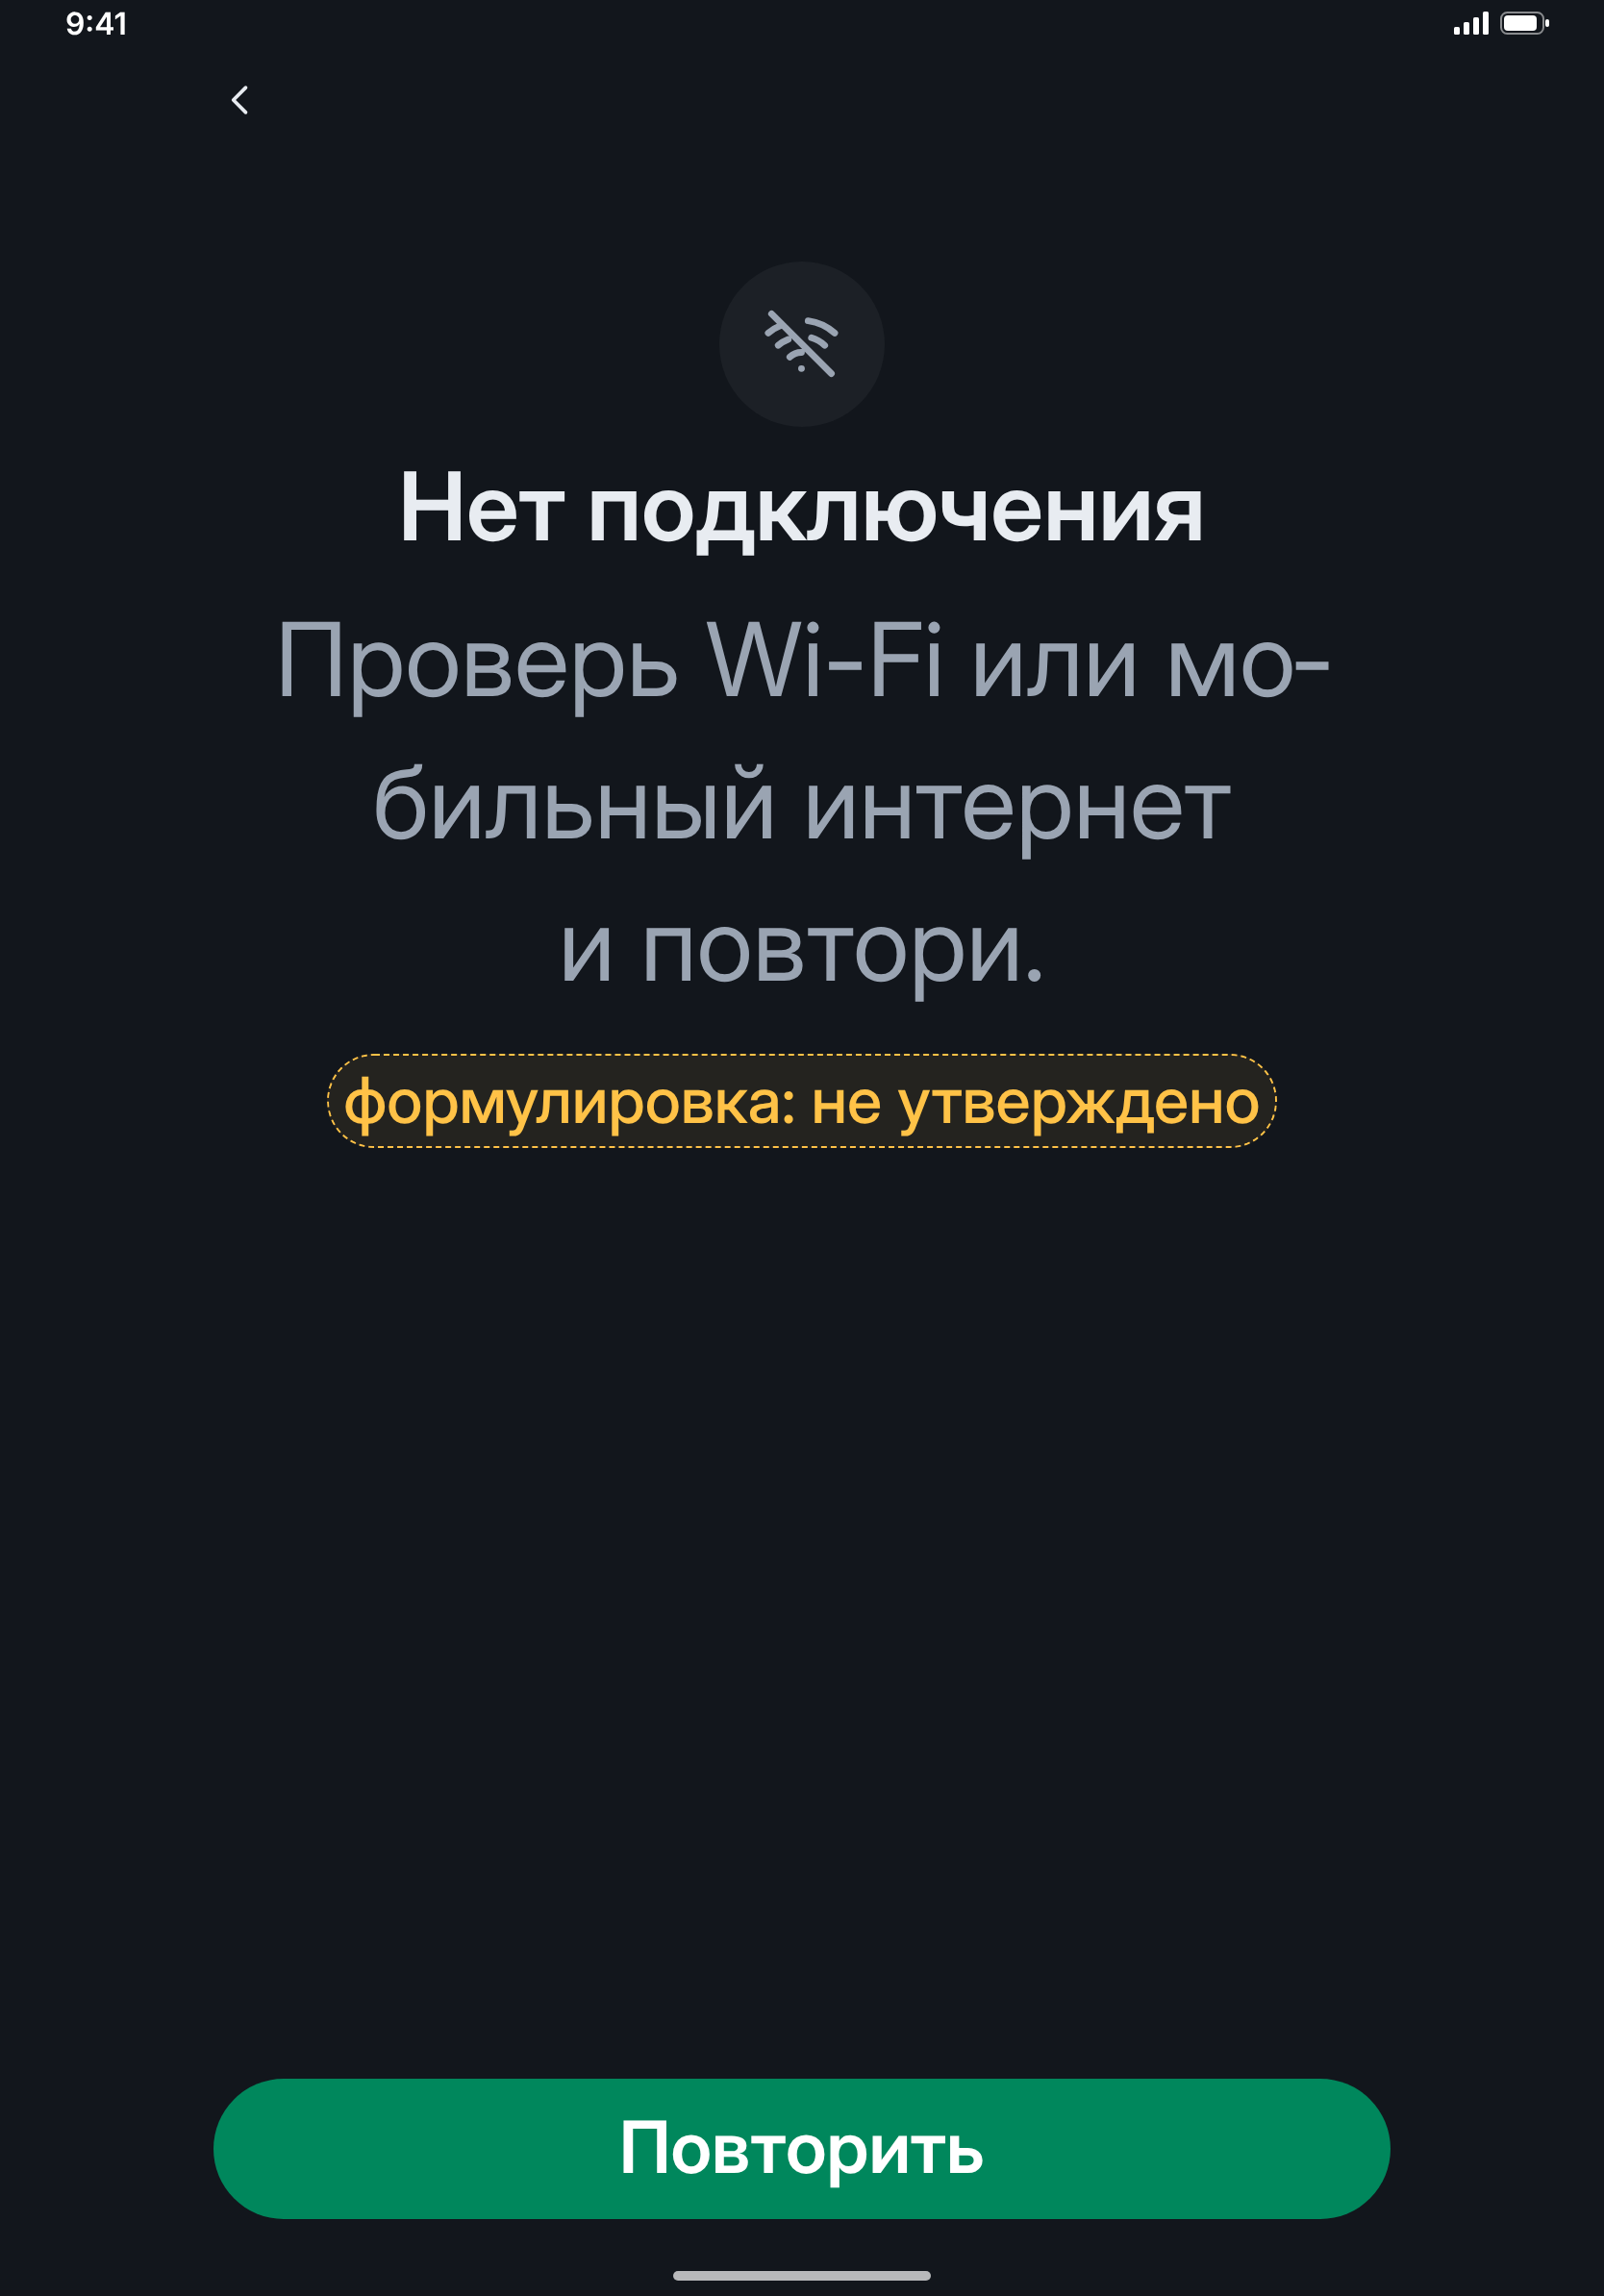 9:41
Нет подключения
Проверь Wi-Fi или мо-
бильный интернет
и повтори.
формулировка: не утверждено
Повторить